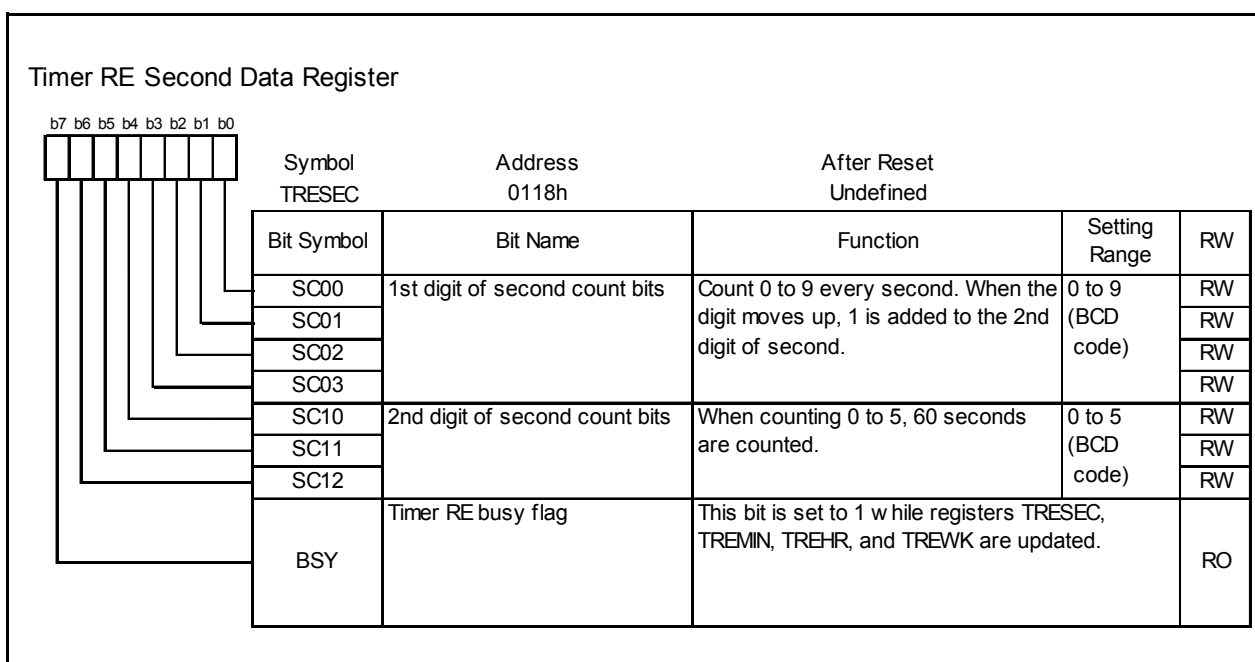 Timer RE Second Data Register
b7 b6 b5 b4 b3 b2 b1 b0
Symbol Address After Reset
TRESEC 0118h Undefined
Bit Symbol Bit Name Function Setting Range RW
SC00 1st digit of second count bits Count 0 to 9 every second. When the 0 to 9 RW
SC01 digit moves up, 1 is added to the 2nd (BCD RW
SC02 digit of second. code) RW
SC03 RW
SC10 2nd digit of second count bits When counting 0 to 5, 60 seconds 0 to 5 RW
SC11 are counted. (BCD RW
SC12 code) RW
Timer RE busy flag This bit is set to 1 w hile registers TRESEC,
TREMIN, TREHR, and TREWK are updated.
BSY RO